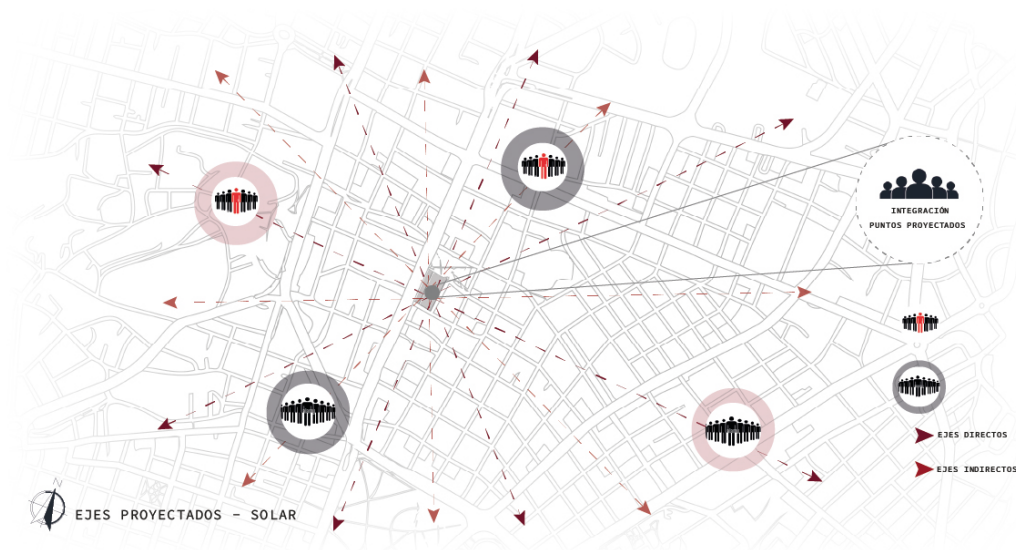 INTEGRACIÓN
PUNTOS PROYECTADOS
EJES DIRECTOS
EJES INDIRECTOS
N
EJES PROYECTADOS - SOLAR